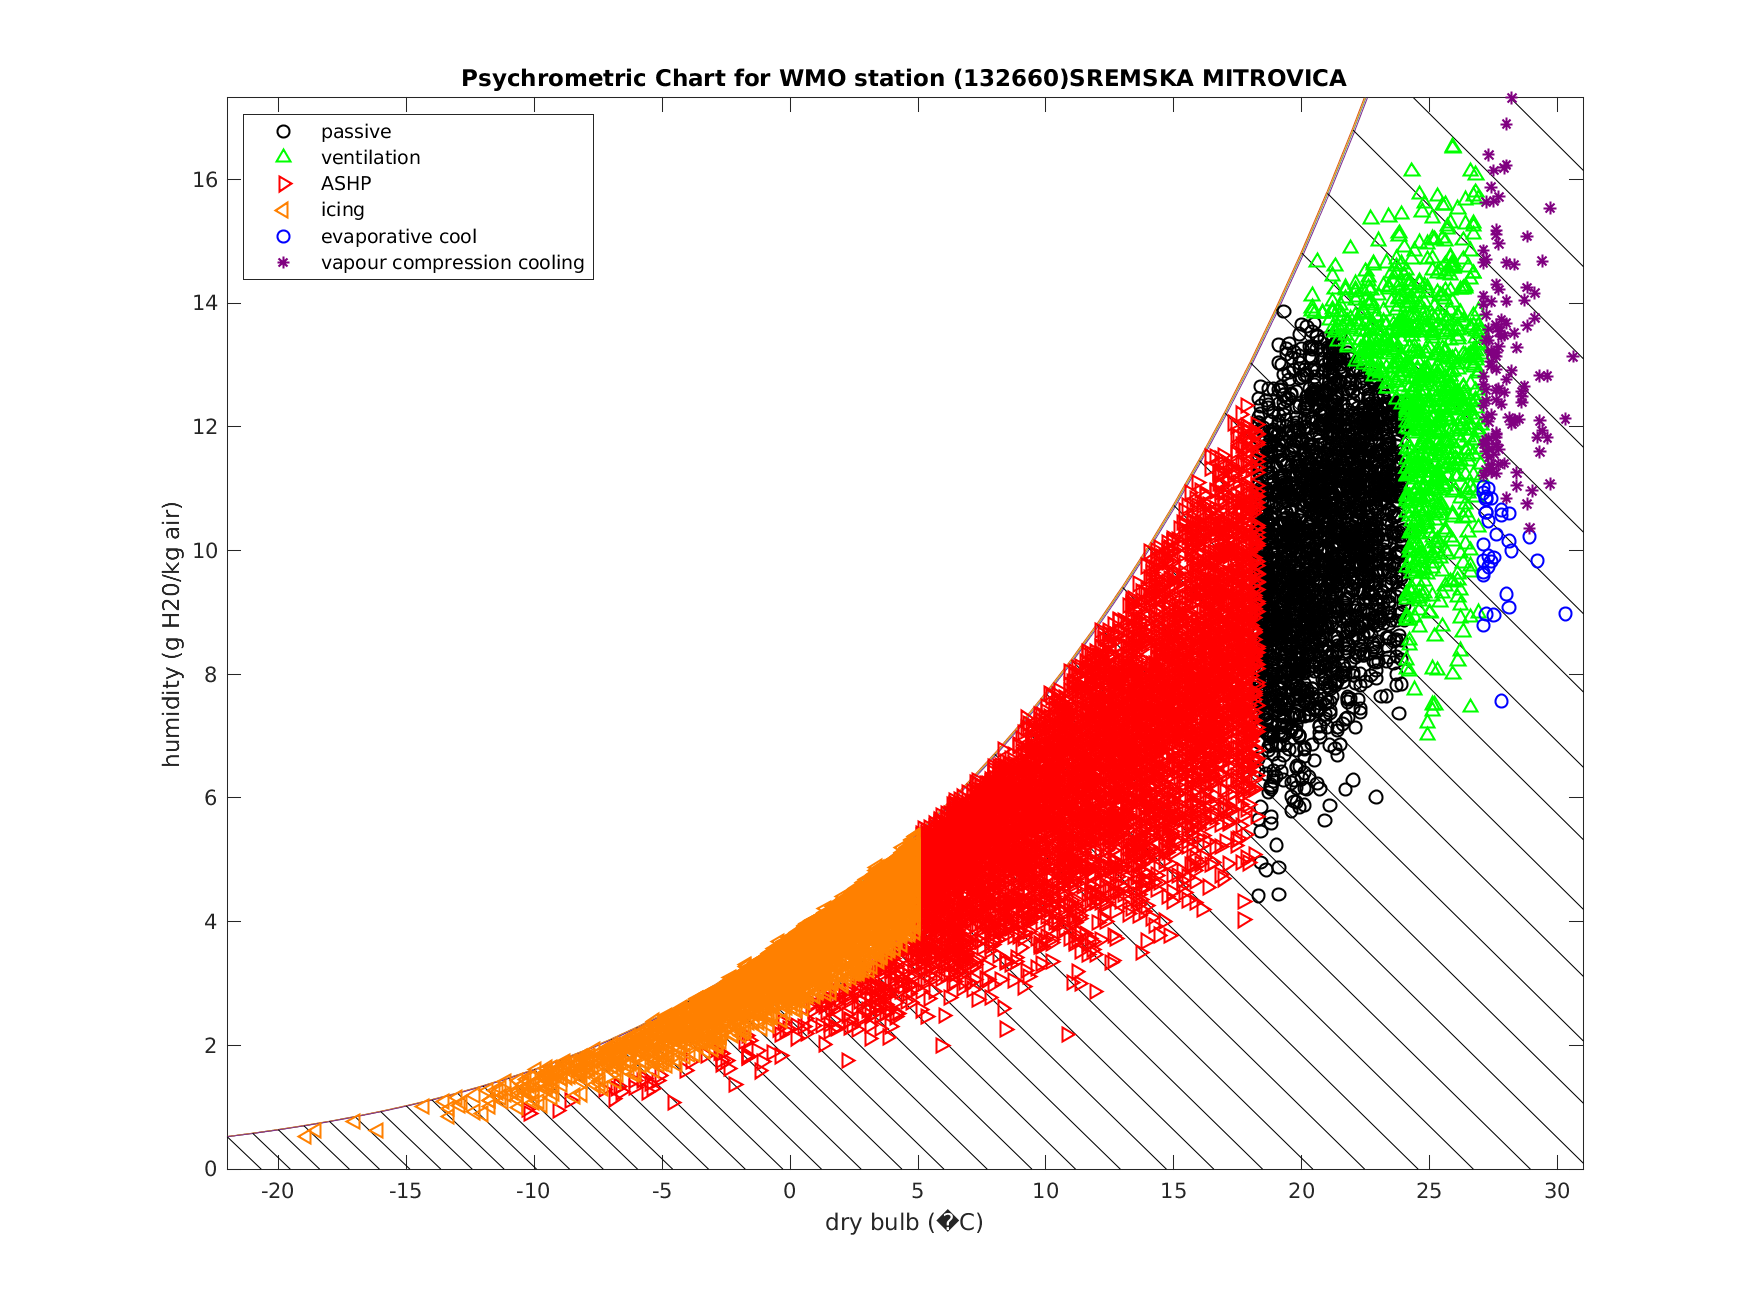 Psychrometric Chart for WMO station (132660)SREMSKA MITROVICA
passive
ventilation
ASHP
icing
evaporative cool
vapour compression cooling
humidity (g H20/kg air)
16
14
12
10
8
6
4
2
0
-20 -15 -10 -5 0 5 10 15 20 25 30
dry bulb (�C)